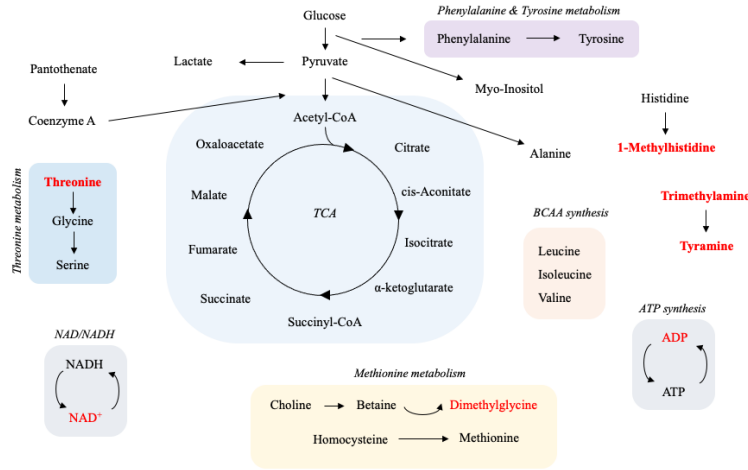 Phenylalanine & Tyrosine metabolism
Glucose
Phenylalanine
Tyrosine
Lactate
Pyruvate
Pantothenate
Myo-Inositol
Histidine
Coenzyme A
Acetyl-CoA
Oxaloacetate
Citrate
Alanine
1-Methylhistidine
Threonine metabolism
Threonine
Glycine
Serine
Malate
cis-Aconitate
TCA
Trimethylamine
BCAA synthesis
Fumarate
Isocitrate
Tyramine
Leucine
Isoleucine
Valine
Succinate
α-ketoglutarate
Succinyl-CoA
ATP synthesis
ADP
ATP
NAD/NADH
NADH
NAD⁺
Methionine metabolism
Choline
Betaine
Dimethylglycine
Homocysteine
Methionine